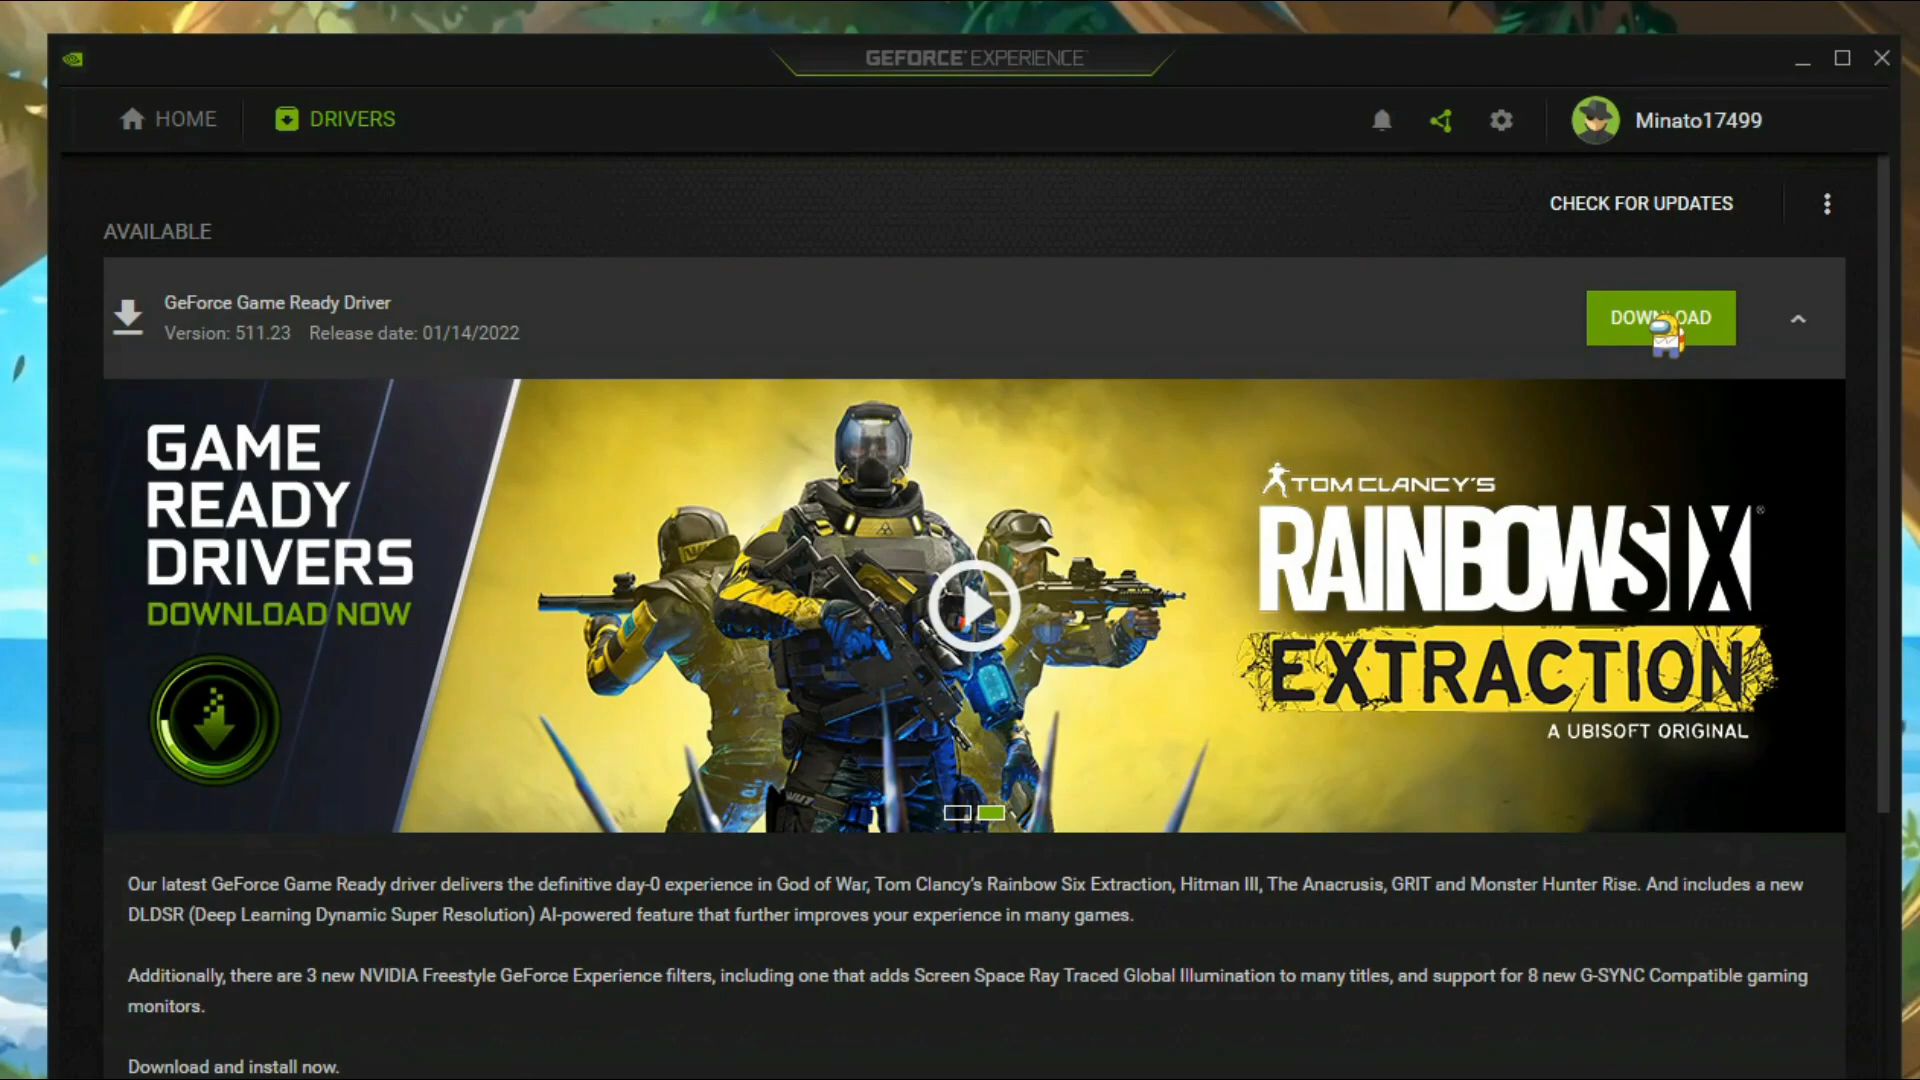 GEFORCE EXPERIENCE
HOME
DRIVERS
Minato17499
CHECK FOR UPDATES
AVAILABLE
GeForce Game Ready Driver
Version: 511.23 Release date: 01/14/2022
DOWNLOAD
GAME
READY
DRIVERS
DOWNLOAD NOW
TOM CLANCY'S
RAINBOW SIX®
EXTRACTION
A UBISOFT ORIGINAL
Our latest GeForce Game Ready driver delivers the definitive day-0 experience in God of War, Tom Clancy's Rainbow Six Extraction, Hitman III, The Anacrusis, GRIT and Monster Hunter Rise. And includes a new
DLDSR (Deep Learning Dynamic Super Resolution) AI-powered feature that further improves your experience in many games.
Additionally, there are 3 new NVIDIA Freestyle GeForce Experience filters, including one that adds Screen Space Ray Traced Global Illumination to many titles, and support for 8 new G-SYNC Compatible gaming
monitors.
Download and install now.